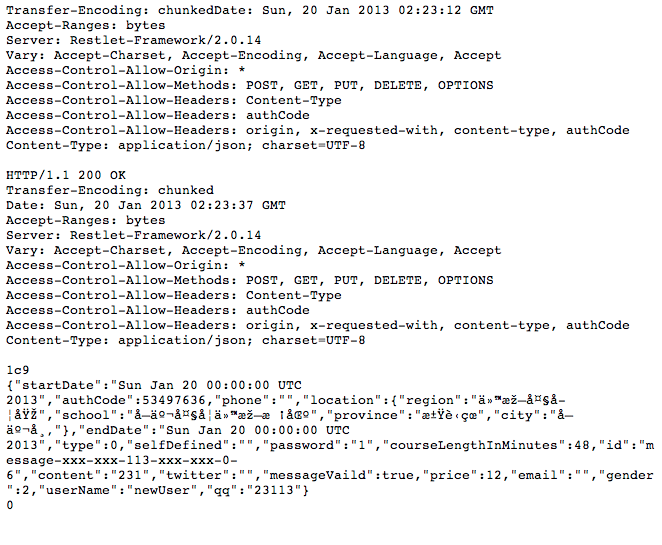 Transfer-Encoding: chunkedDate: Sun, 20 Jan 2013 02:23:12 GMT
Accept-Ranges: bytes
Server: Restlet-Framework/2.0.14
Vary: Accept-Charset, Accept-Encoding, Accept-Language, Accept
Access-Control-Allow-Origin: *
Access-Control-Allow-Methods: POST, GET, PUT, DELETE, OPTIONS
Access-Control-Allow-Headers: Content-Type
Access-Control-Allow-Headers: authCode
Access-Control-Allow-Headers: origin, x-requested-with, content-type, authCode
Content-Type: application/json; charset=UTF-8
HTTP/1.1 200 OK
Transfer-Encoding: chunked
Date: Sun, 20 Jan 2013 02:23:37 GMT
Accept-Ranges: bytes
Server: Restlet-Framework/2.0.14
Vary: Accept-Charset, Accept-Encoding, Accept-Language, Accept
Access-Control-Allow-Origin: *
Access-Control-Allow-Methods: POST, GET, PUT, DELETE, OPTIONS
Access-Control-Allow-Headers: Content-Type
Access-Control-Allow-Headers: authCode
Access-Control-Allow-Headers: origin, x-requested-with, content-type, authCode
Content-Type: application/json; charset=UTF-8
1c9
{"startDate":"Sun Jan 20 00:00:00 UTC
2013","authCode":53497636,"phone":"","location":{"region":"ä»™æž—å¤§å-
¦åŸŽ","school":"å—äº¬å¤§å¦ä»™æž—æ ¡åŒº","province":"æ±Ÿè‹çœ","city":"å—
äº¬å¸‚"},"endDate":"Sun Jan 20 00:00:00 UTC
2013","type":0,"selfDefined":"","password":"1","courseLengthInMinutes":48,"id":"m
essage-xxx-xxx-113-xxx-xxx-0-
6","content":"231","twitter":"","messageVaild":true,"price":12,"email":"","gender
":2,"userName":"newUser","qq":"23113"}
0